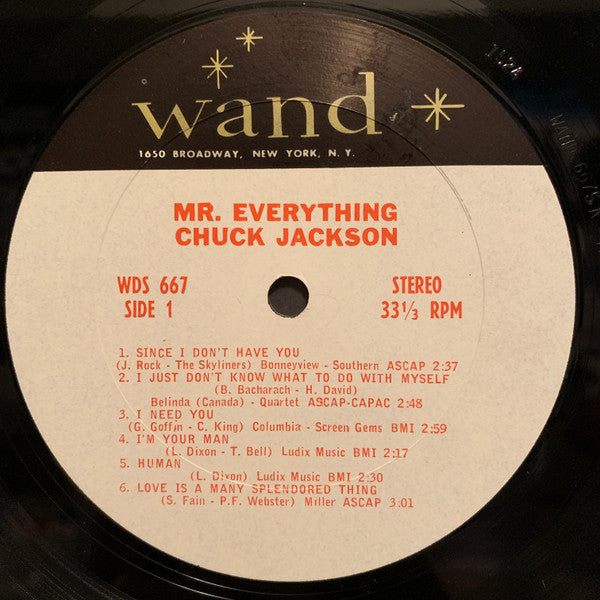 wand
1650 BROADWAY, NEW YORK, N. Y.
MR. EVERYTHING
CHUCK JACKSON
WDS 667
SIDE 1
STEREO
33⅓ RPM
1. SINCE I DON'T HAVE YOU
(J. Rock - The Skyliners) Bonneyview - Southern ASCAP 2:37
2. I JUST DON'T KNOW WHAT TO DO WITH MYSELF
(B. Bacharach - H. David)
Belinda (Canada) - Quartet ASCAP-CAPAC 2:48
3. I NEED YOU
(G. Goffin - C. King) Columbia - Screen Gems BMI 2:59
4. I'M YOUR MAN
(L. Dixon - T. Bell) Ludix Music BMI 2:17
5. HUMAN
(L. Dixon) Ludix Music BMI 2:30
6. LOVE IS A MANY SPLENDORED THING
(S. Fain - P.F. Webster) Miller ASCAP 3:01